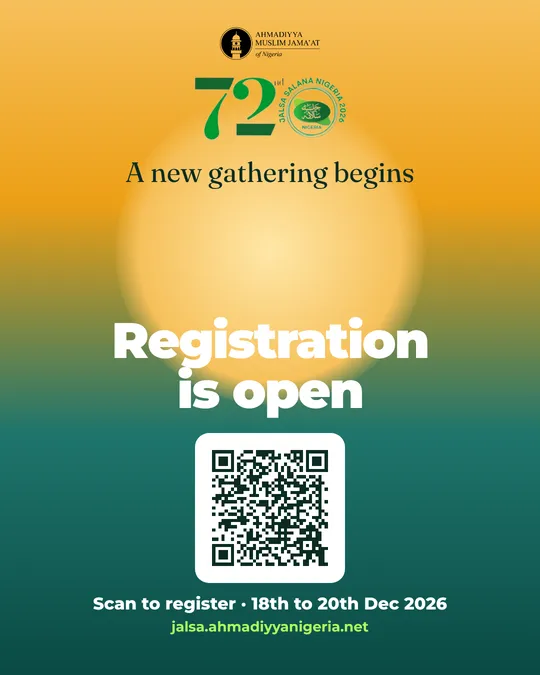 AHMADIYYA
MUSLIM JAMA'AT
of Nigeria
72nd
JALSA SALANA NIGERIA 2026
NIGERIA
A new gathering begins
Registration
is open
Scan to register · 18th to 20th Dec 2026
jalsa.ahmadiyyanigeria.net